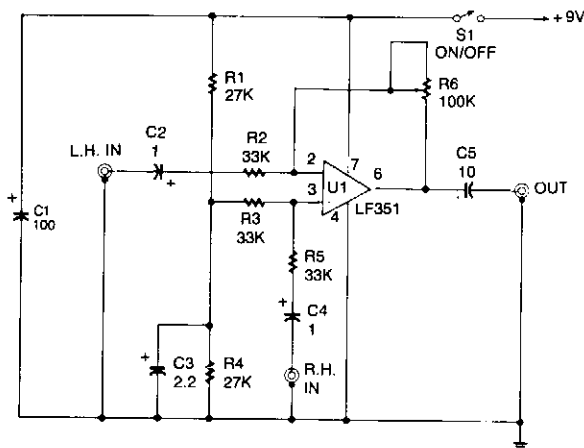 S1
ON/OFF
+9V
R1
27K
R6
100K
C2
1
L.H. IN
+
R2
33K
2
7
6
C5
10
U1
3
4
LF351
OUT
+
C1
100
R3
33K
R5
33K
+
C4
1
+
C3
2.2
R4
27K
R.H.
IN